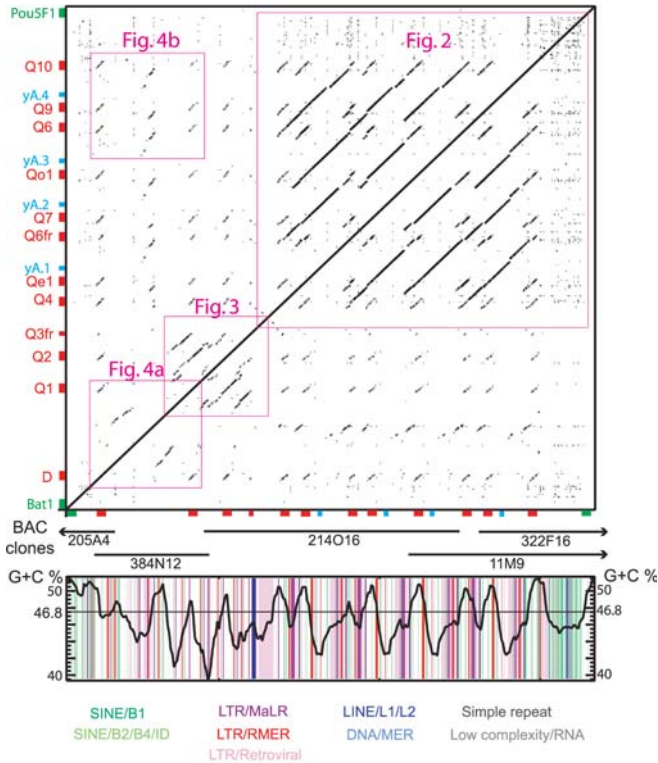 Pou5F1
Fig. 4b
Fig. 2
Q10
yA.4
Q9
Q6
yA.3
Qo1
yA.2
Q7
Q6fr
yA.1
Qe1
Q4
Fig. 3
Q3fr
Q2
Fig. 4a
Q1
D
Bat1
BAC clones
205A4
214O16
322F16
384N12
11M9
G+C %
G+C %
50
50
46.8
46.8
40
40
SINE/B1
LTR/MaLR
LINE/L1/L2
Simple repeat
SINE/B2/B4/ID
LTR/RMER
DNA/MER
Low complexity/RNA
LTR/Retroviral